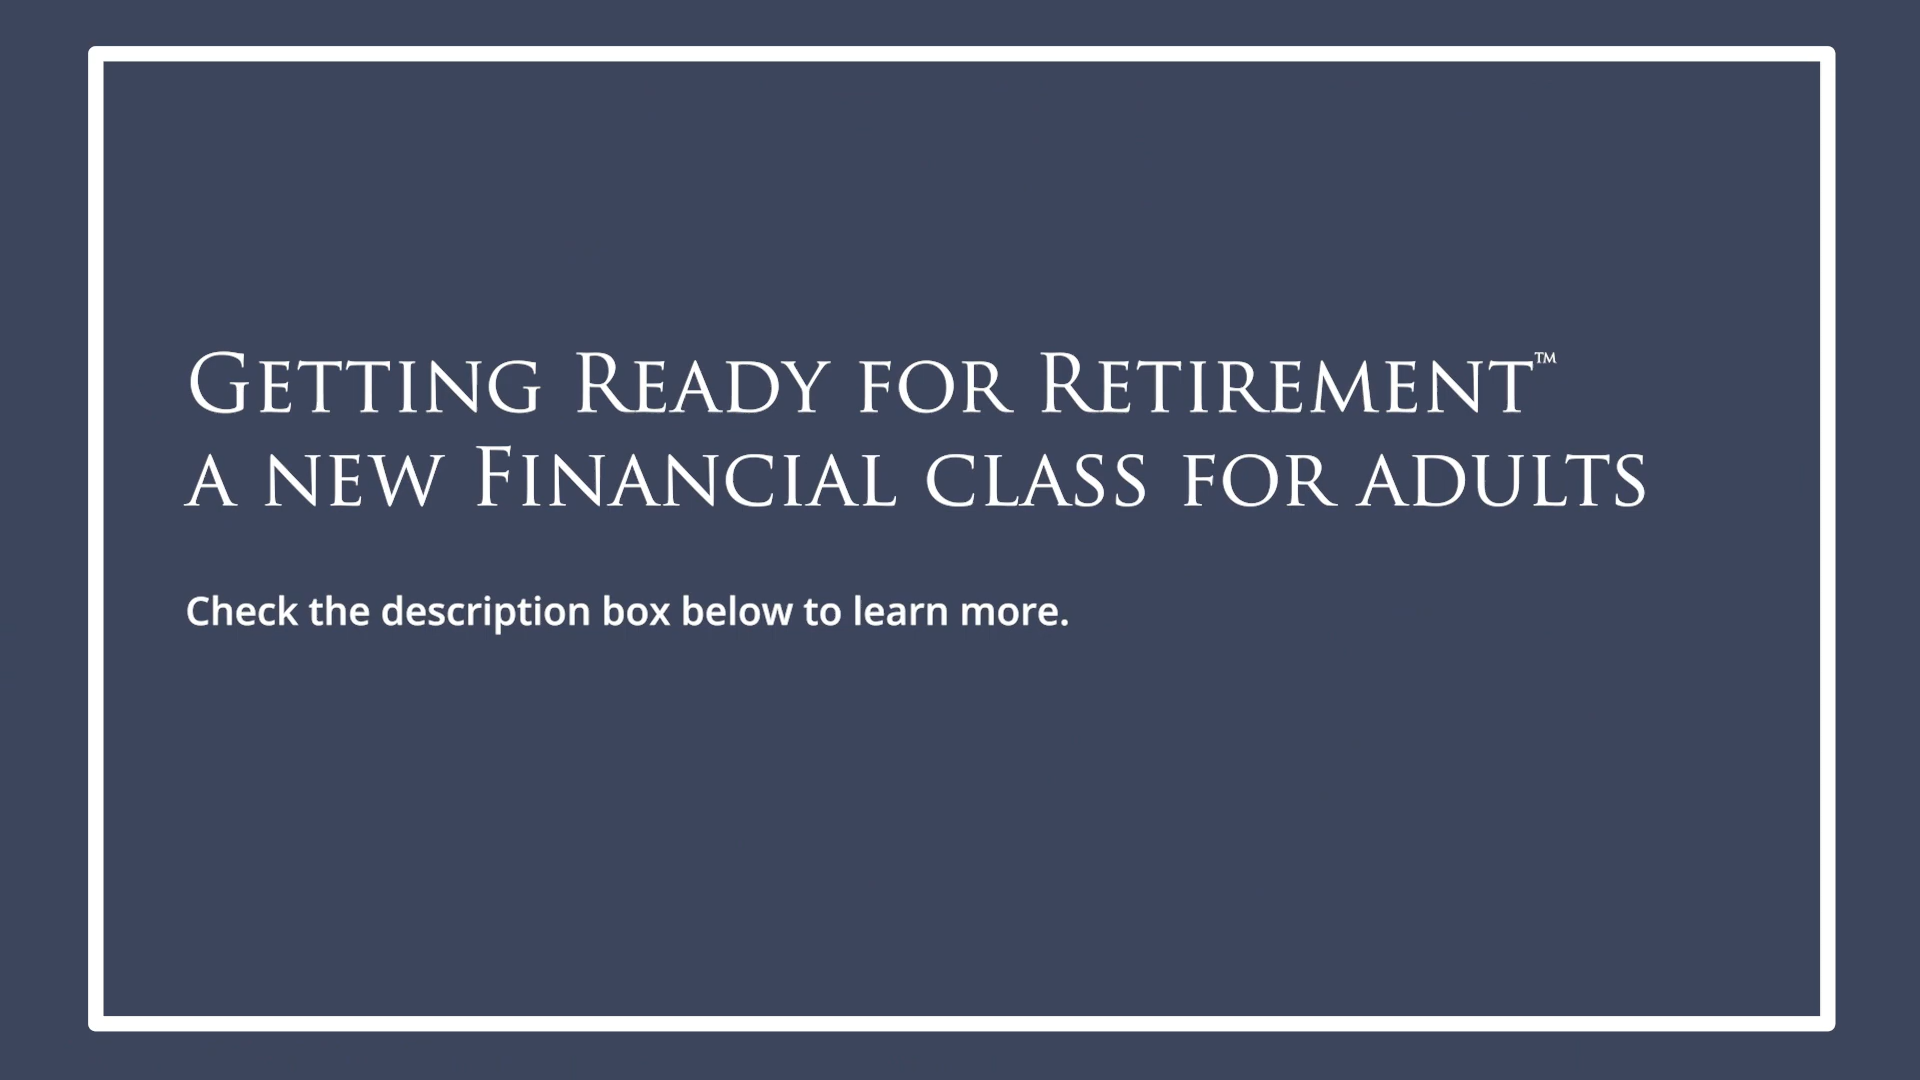 Getting Ready for Retirement™
a new Financial class for adults
Check the description box below to learn more.